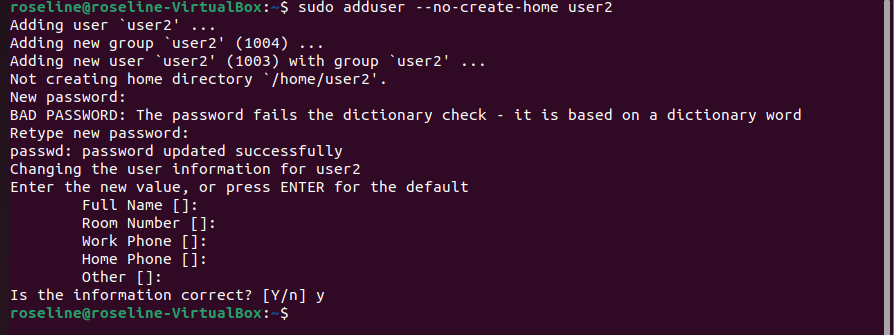 roseline@roseline-VirtualBox:~$ sudo adduser --no-create-home user2
Adding user `user2' ...
Adding new group `user2' (1004) ...
Adding new user `user2' (1003) with group `user2' ...
Not creating home directory `/home/user2'.
New password:
BAD PASSWORD: The password fails the dictionary check - it is based on a dictionary word
Retype new password:
passwd: password updated successfully
Changing the user information for user2
Enter the new value, or press ENTER for the default
        Full Name []:
        Room Number []:
        Work Phone []:
        Home Phone []:
        Other []:
Is the information correct? [Y/n] y
roseline@roseline-VirtualBox:~$